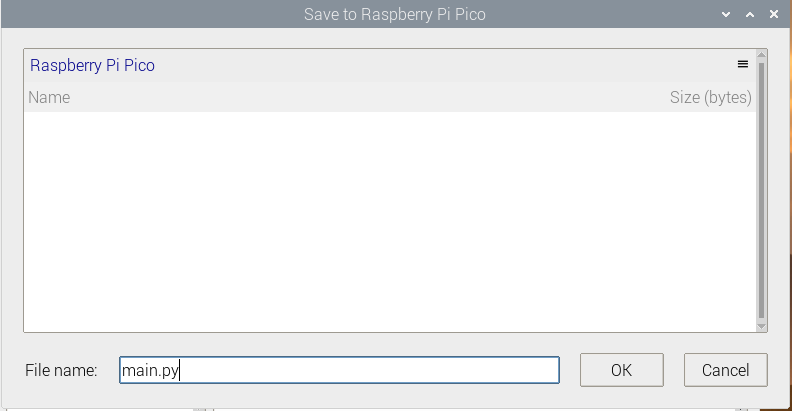 Save to Raspberry Pi Pico
Raspberry Pi Pico
Name Size (bytes)
File name: main.py OK Cancel